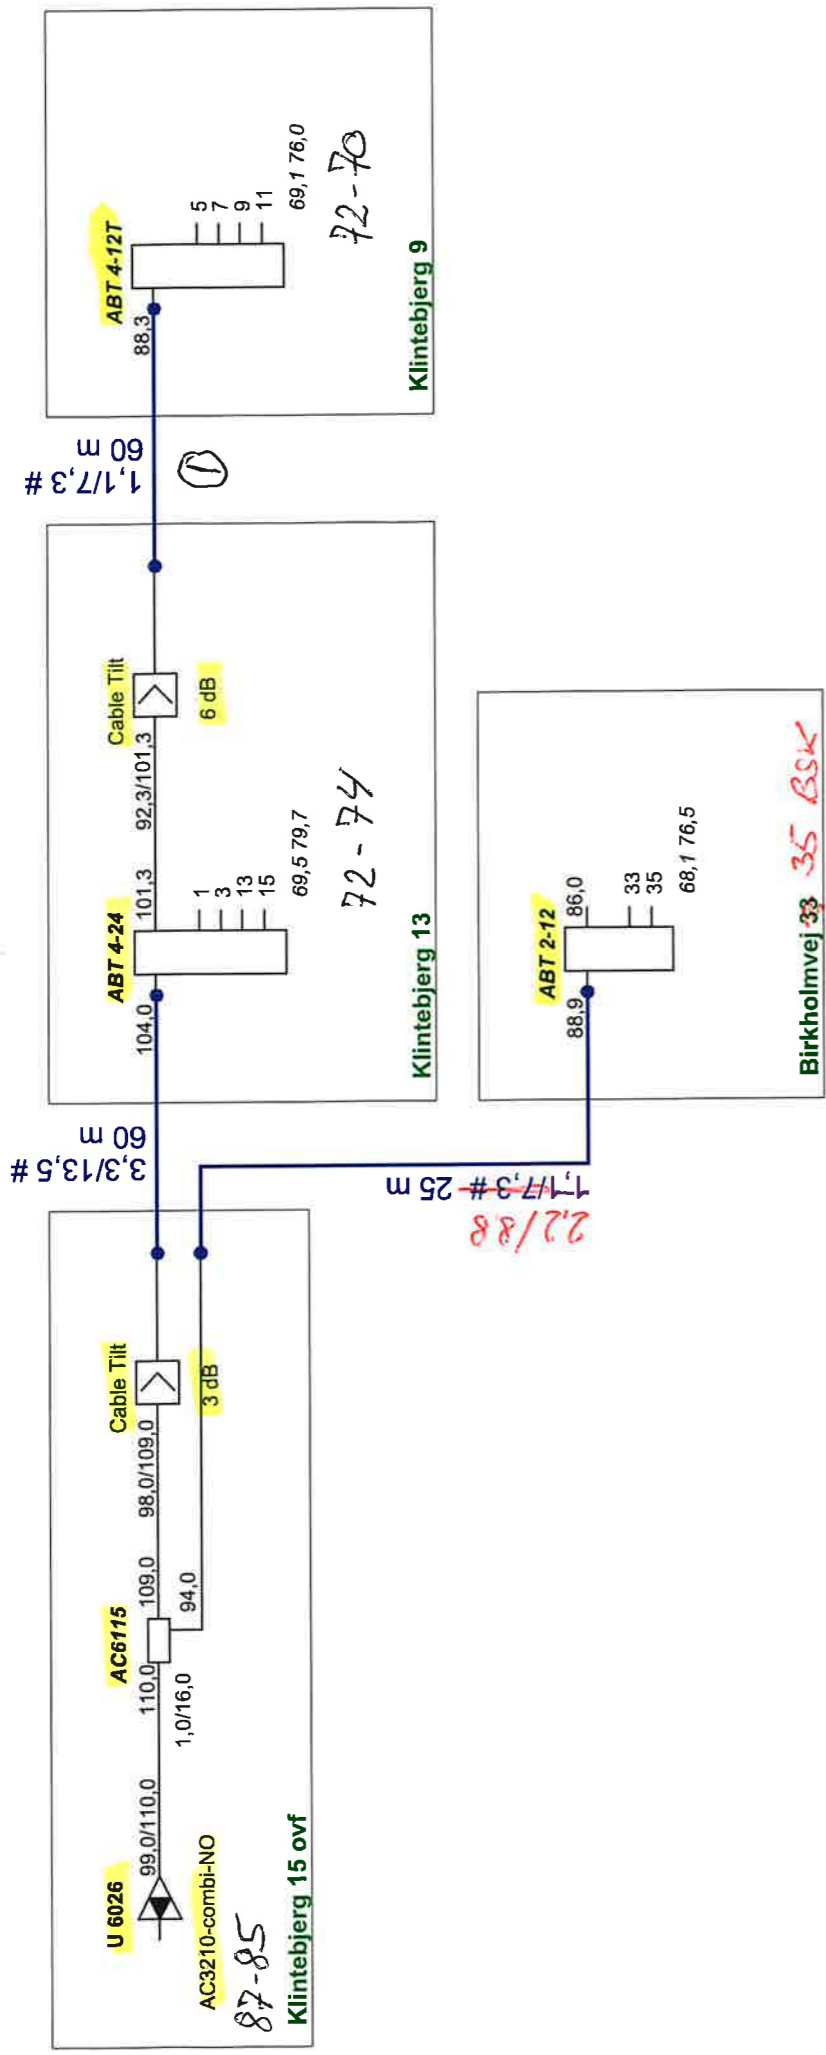 U 6026
99,0/110,0
AC3210-combi-NO
87-85
Klintebjerg 15 ovf
AC6115
110,0
109,0
1,0/16,0
94,0
98,0/109,0
Cable Tilt
3 dB
3,3/13,5 #
60 m
1,1/7,3 # 25 m
2,2/8,8
104,0
ABT 4-24
101,3
1
3
13
15
69,5 79,7
72-74
92,3/101,3
Cable Tilt
6 dB
Klintebjerg 13
88,9
ABT 2-12
86,0
33
35
68,1 76,5
Birkholmvej 33 35 BSK
1,1/7,3 #
60 m
1
88,3
ABT 4-12T
5
7
9
11
69,1 76,0
72-70
Klintebjerg 9